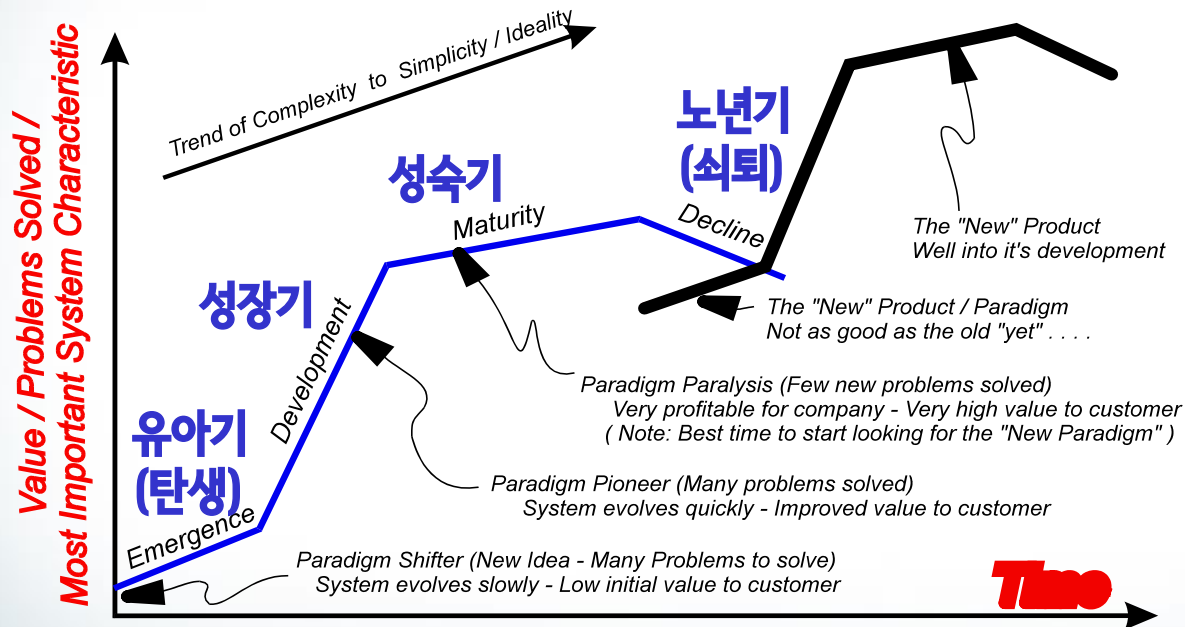 Value / Problems Solved /
Most Important System Characteristic
Trend of Complexity to Simplicity / Ideality
노년기
(쇠퇴)
성숙기
Maturity
Decline
The "New" Product
Well into it's development
성장기
Development
The "New" Product / Paradigm
Not as good as the old "yet" . . . .
Paradigm Paralysis (Few new problems solved)
Very profitable for company - Very high value to customer
( Note: Best time to start looking for the "New Paradigm" )
유아기
(탄생)
Emergence
Paradigm Pioneer (Many problems solved)
System evolves quickly - Improved value to customer
Paradigm Shifter (New Idea - Many Problems to solve)
System evolves slowly - Low initial value to customer
TIme